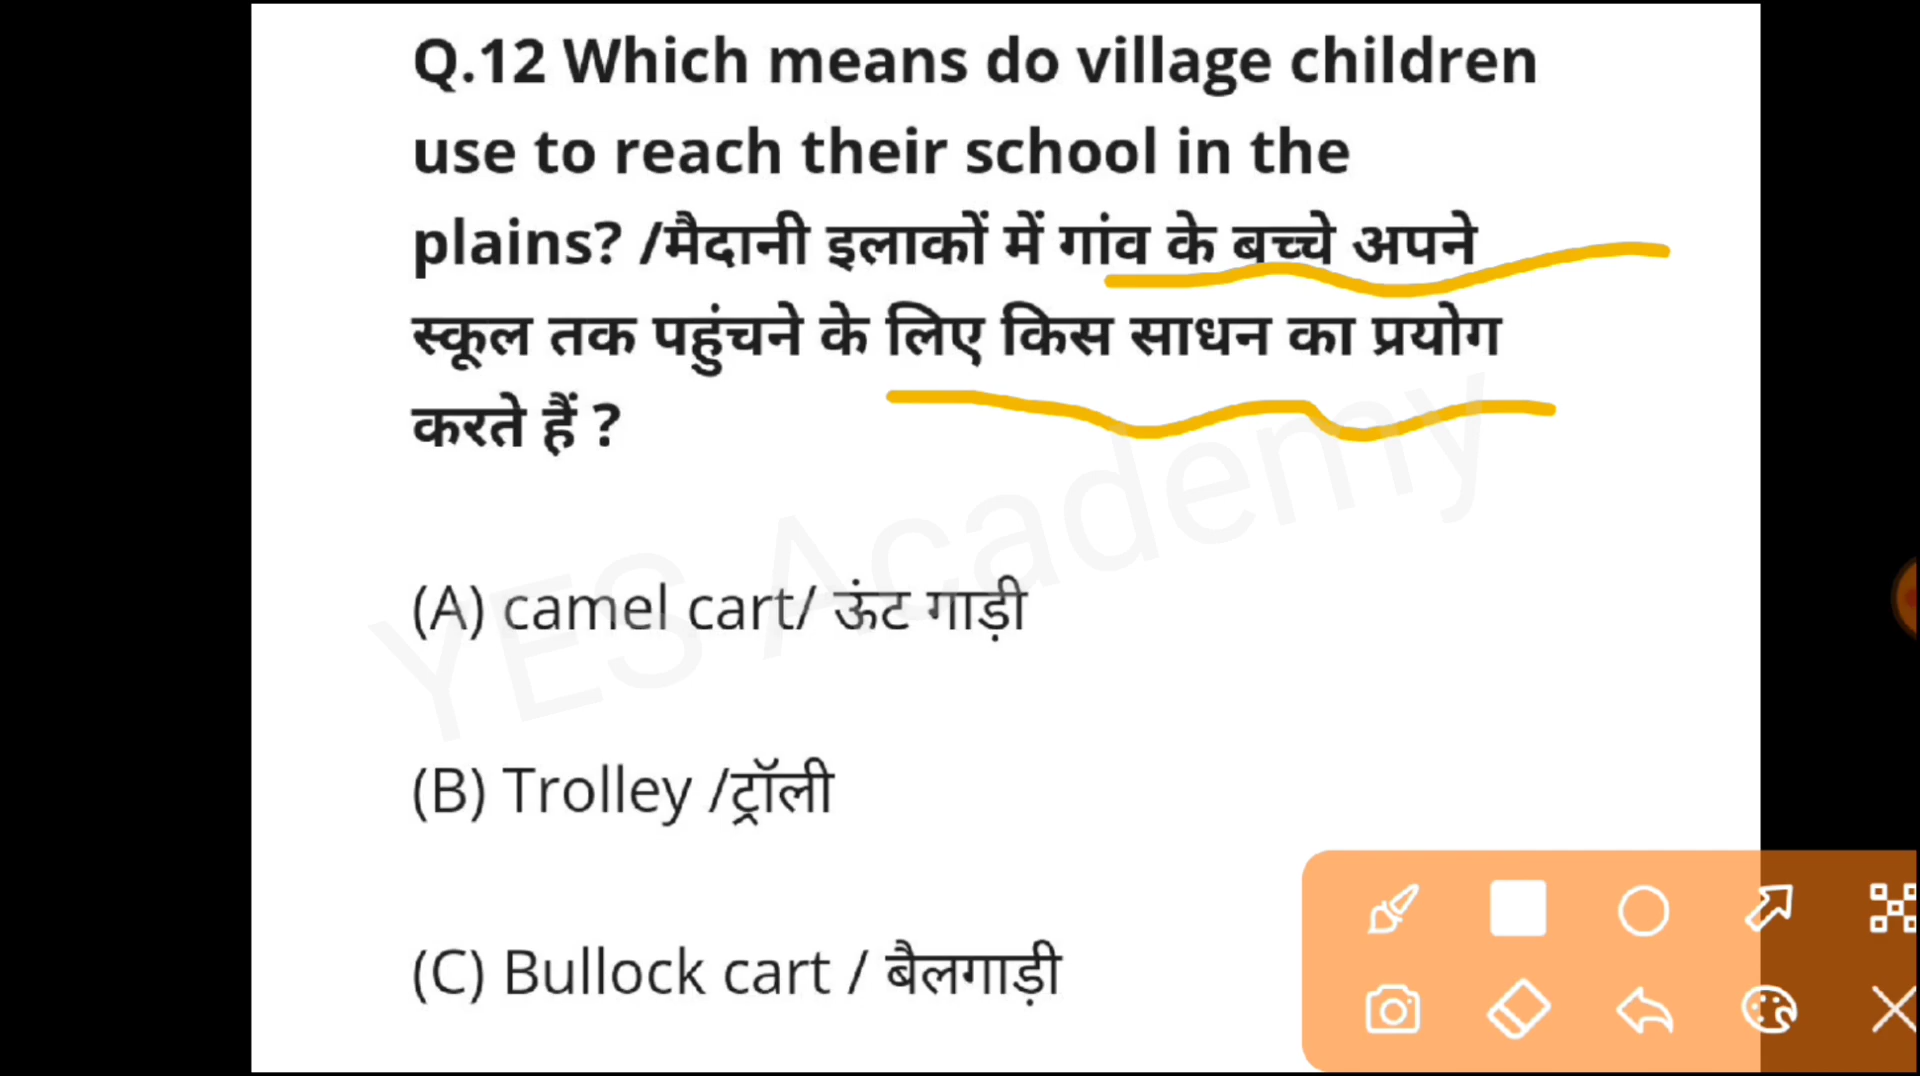 Q.12 Which means do village children
use to reach their school in the
plains? /मैदानी इलाकों में गांव के बच्चे अपने
स्कूल तक पहुंचने के लिए किस साधन का प्रयोग
करते हैं ?
YES Academy
(A) camel cart/ ऊंट गाड़ी
(B) Trolley /ट्रॉली
(C) Bullock cart / बैलगाड़ी